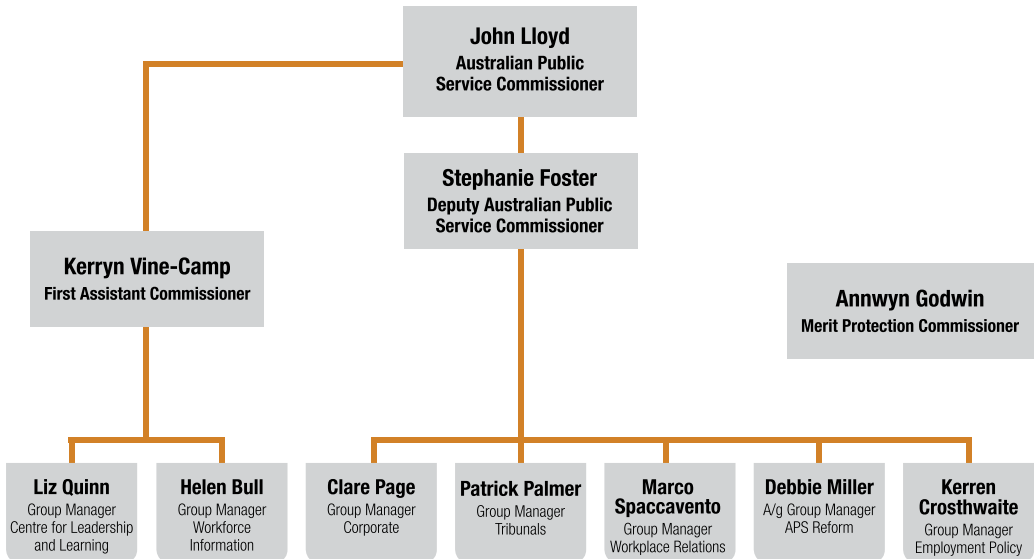 John Lloyd
Australian Public
Service Commissioner
Stephanie Foster
Deputy Australian Public
Service Commissioner
Kerryn Vine-Camp
First Assistant Commissioner
Annwyn Godwin
Merit Protection Commissioner
Liz Quinn
Group Manager
Centre for Leadership
and Learning
Helen Bull
Group Manager
Workforce
Information
Clare Page
Group Manager
Corporate
Patrick Palmer
Group Manager
Tribunals
Marco
Spaccavento
Group Manager
Workplace Relations
Debbie Miller
A/g Group Manager
APS Reform
Kerren
Crosthwaite
Group Manager
Employment Policy